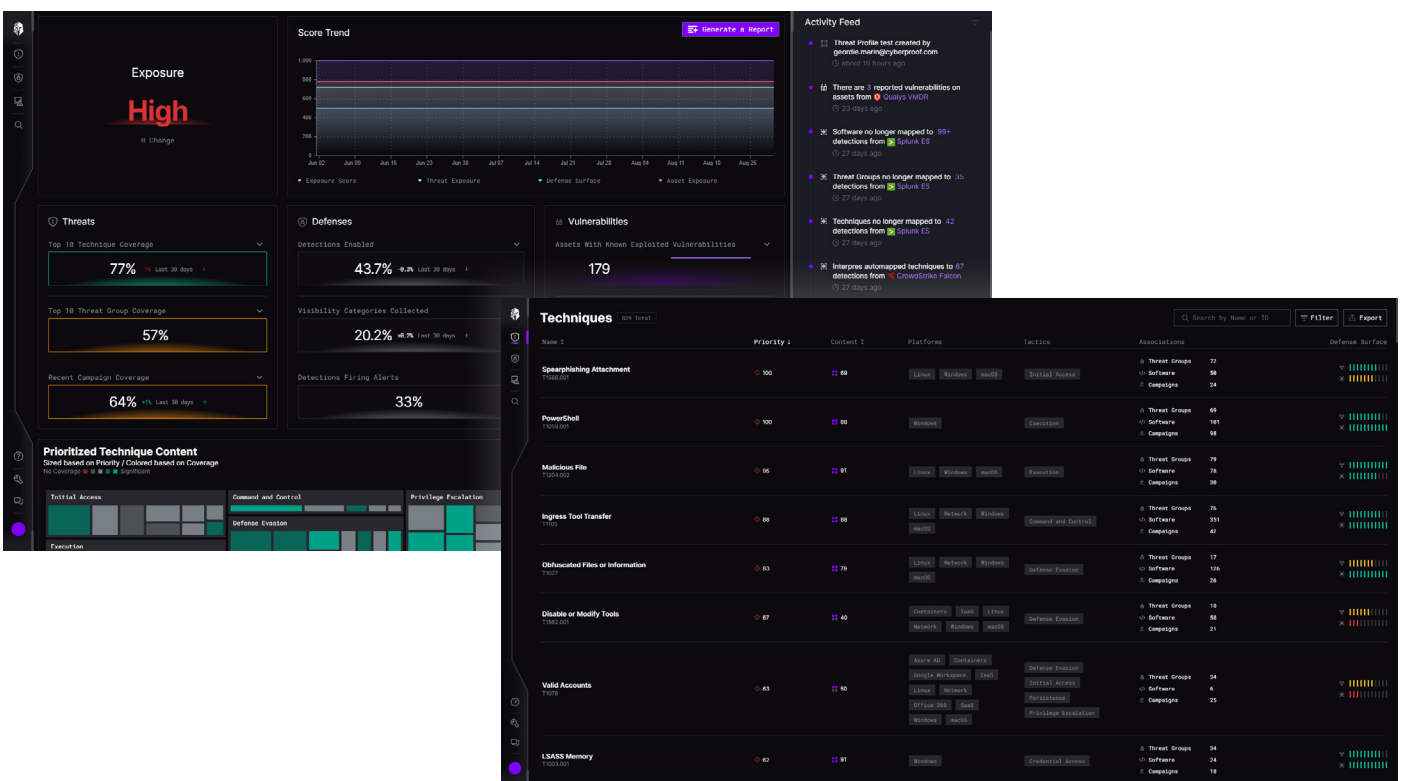 Exposure
High
0 Change
Score Trend
Generate a Report
1,000
800
600
400
200
0
Jun 02 Jun 09 Jun 16 Jun 23 Jun 30 Jul 07 Jul 14 Jul 21 Jul 28 Aug 04 Aug 11 Aug 18 Aug 25
Exposure Score Threat Exposure Defense Surface Asset Exposure
Activity Feed
Threat Profile test created by
geordie.marin@cyberproof.com
about 16 hours ago
There are 3 reported vulnerabilities on
assets from Qualys VMDR
23 days ago
Software no longer mapped to 99+
detections from Splunk ES
27 days ago
Threat Groups no longer mapped to 35
detections from Splunk ES
27 days ago
Techniques no longer mapped to 42
detections from Splunk ES
27 days ago
Interpres automapped techniques to 67
detections from CrowdStrike Falcon
27 days ago
Threats
Top 10 Technique Coverage
77% -1% Last 30 days
Top 10 Threat Group Coverage
57%
Recent Campaign Coverage
64% +1% Last 30 days
Defenses
Detections Enabled
43.7% -0.3% Last 30 days
Visibility Categories Collected
20.2% +0.2% Last 30 days
Detections Firing Alerts
33%
Vulnerabilities
Assets With Known Exploited Vulnerabilities
179
Prioritized Technique Content
Sized based on Priority / Colored based on Coverage
No Coverage Significant
Initial Access
Execution
Command and Control
Defense Evasion
Privilege Escalation
Techniques 839 Total
Search by Name or ID
Filter
Export
Name Priority Content Platforms Tactics Associations Defense Surface
Spearphishing Attachment
T1566.001
100 69 Linux Windows macOS Initial Access
Threat Groups 72
Software 50
Campaigns 24
PowerShell
T1059.001
100 88 Windows Execution
Threat Groups 69
Software 101
Campaigns 98
Malicious File
T1204.002
95 91 Linux Windows macOS Execution
Threat Groups 79
Software 78
Campaigns 30
Ingress Tool Transfer
T1105
88 88 Linux Network Windows
macOS
Command and Control
Threat Groups 76
Software 351
Campaigns 42
Obfuscated Files or Information
T1027
83 79 Linux Network Windows
macOS
Defense Evasion
Threat Groups 17
Software 126
Campaigns 26
Disable or Modify Tools
T1562.001
67 40 Containers IaaS Linux
Network Windows macOS
Defense Evasion
Threat Groups 18
Software 58
Campaigns 21
Valid Accounts
T1078
63 50 Azure AD Containers
Google Workspace IaaS
Linux Network
Office 365 SaaS
Windows macOS
Defense Evasion
Initial Access
Persistence
Privilege Escalation
Threat Groups 34
Software 6
Campaigns 25
LSASS Memory
T1003.001
62 91 Windows Credential Access
Threat Groups 34
Software 24
Campaigns 18